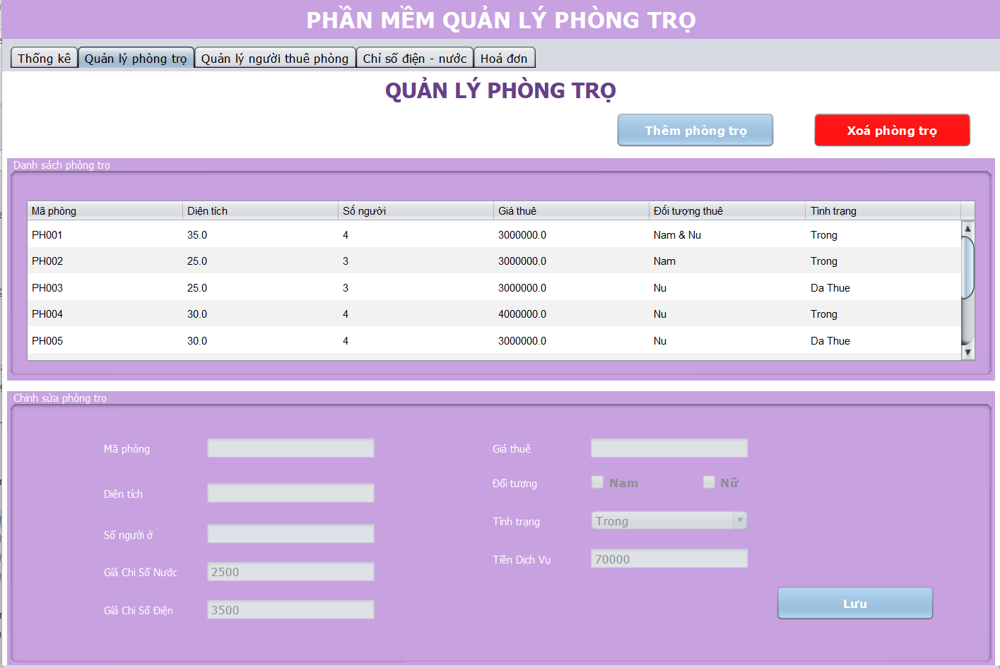 PHẦN MỀM QUẢN LÝ PHÒNG TRỌ
Thống kê Quản lý phòng trọ Quản lý người thuê phòng Chỉ số điện - nước Hoá đơn
QUẢN LÝ PHÒNG TRỌ
Thêm phòng trọ Xoá phòng trọ
Danh sách phòng trọ
Mã phòng Diện tích Số người Giá thuê Đối tượng thuê Tình trạng
PH001 35.0 4 3000000.0 Nam & Nu Trong
PH002 25.0 3 3000000.0 Nam Trong
PH003 25.0 3 3000000.0 Nu Da Thue
PH004 30.0 4 4000000.0 Nu Trong
PH005 30.0 4 3000000.0 Nu Da Thue
Chinh sửa phòng trọ
Mã phòng Giá thuê
Đối tượng Nam Nữ
Diện tích
Tình trạng Trong
Số người ở
Tiền Dịch Vụ 70000
Giá Chi Số Nước 2500
Giá Chi Số Điện 3500
Lưu